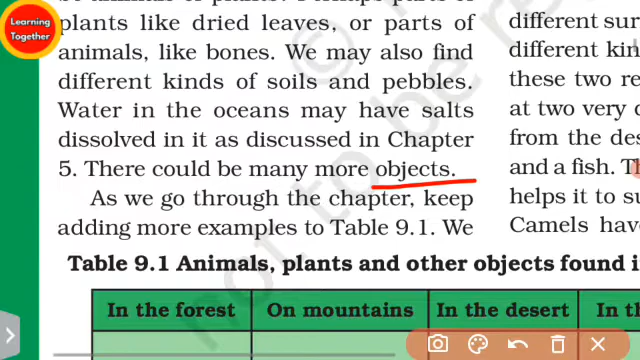 Learning
Together
plants like dried leaves, or parts of
animals, like bones. We may also find
different kinds of soils and pebbles.
Water in the oceans may have salts
dissolved in it as discussed in Chapter
5. There could be many more objects.
As we go through the chapter, keep
adding more examples to Table 9.1. We
different
different
these two
at two very
from the
and a fish.
helps it to
Camels
Table 9.1 Animals, plants and other objects found
In the forest
On mountains
In the desert